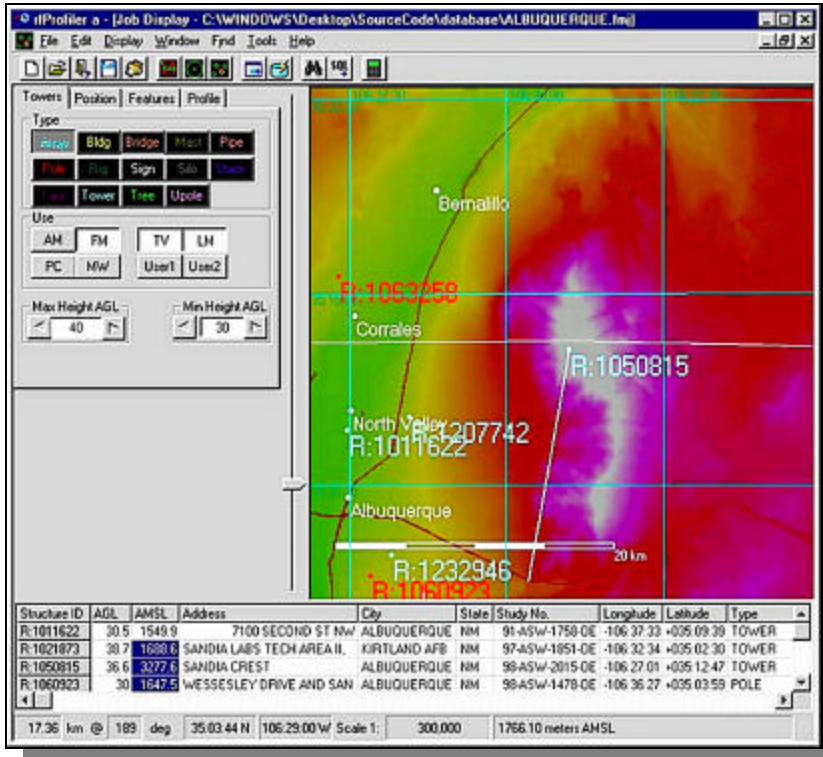 rfProfiler a - [Job Display - C:\WINDOWS\Desktop\SourceCode\database\ALBUQUERQUE.fmj]
File Edit Display Window Find Tools Help
SQL
Towers Position Features Profile
Type
Array Bldg Bridge Mast Pipe
Pole Rig Sign Silo Stack
Tower Tree Upole
Use
AM FM TV LM
PC MW User1 User2
Max Height AGL Min Height AGL
< 40 > < 30 >
Bernalillo
R:1063258
Corrales
R:1050815
North Valley
R:1207742
R:1011622
Albuquerque
20 km
R:1232946
R:1060923
Structure ID AGL AMSL Address City State Study No. Longitude Latitude Type
R:1011622 30.5 1549.9 7100 SECOND ST NW ALBUQUERQUE NM 91-ASW-1758-OE -106 37 33 +035 09 39 TOWER
R:1021873 38.7 1688.6 SANDIA LABS TECH AREA II, KIRTLAND AFB NM 97-ASW-1851-OE -106 32 34 +035 02 30 TOWER
R:1050815 36.6 3277.6 SANDIA CREST ALBUQUERQUE NM 98-ASW-2015-OE -106 27 01 +035 12 47 TOWER
R:1060923 30 1647.5 WESSESLEY DRIVE AND SAN ALBUQUERQUE NM 98-ASW-1478-OE -106 36 27 +035 03 59 POLE
17.36 km @ 189 deg 35:03:44 N 106:29:00 W Scale 1: 300,000 1766.10 meters AMSL